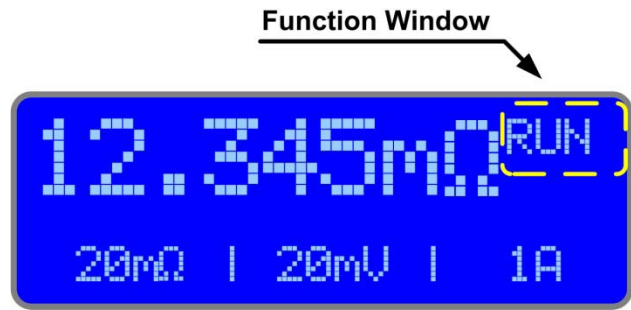 Function Window
12.345mΩ RUN
20mΩ | 20mV | 1A